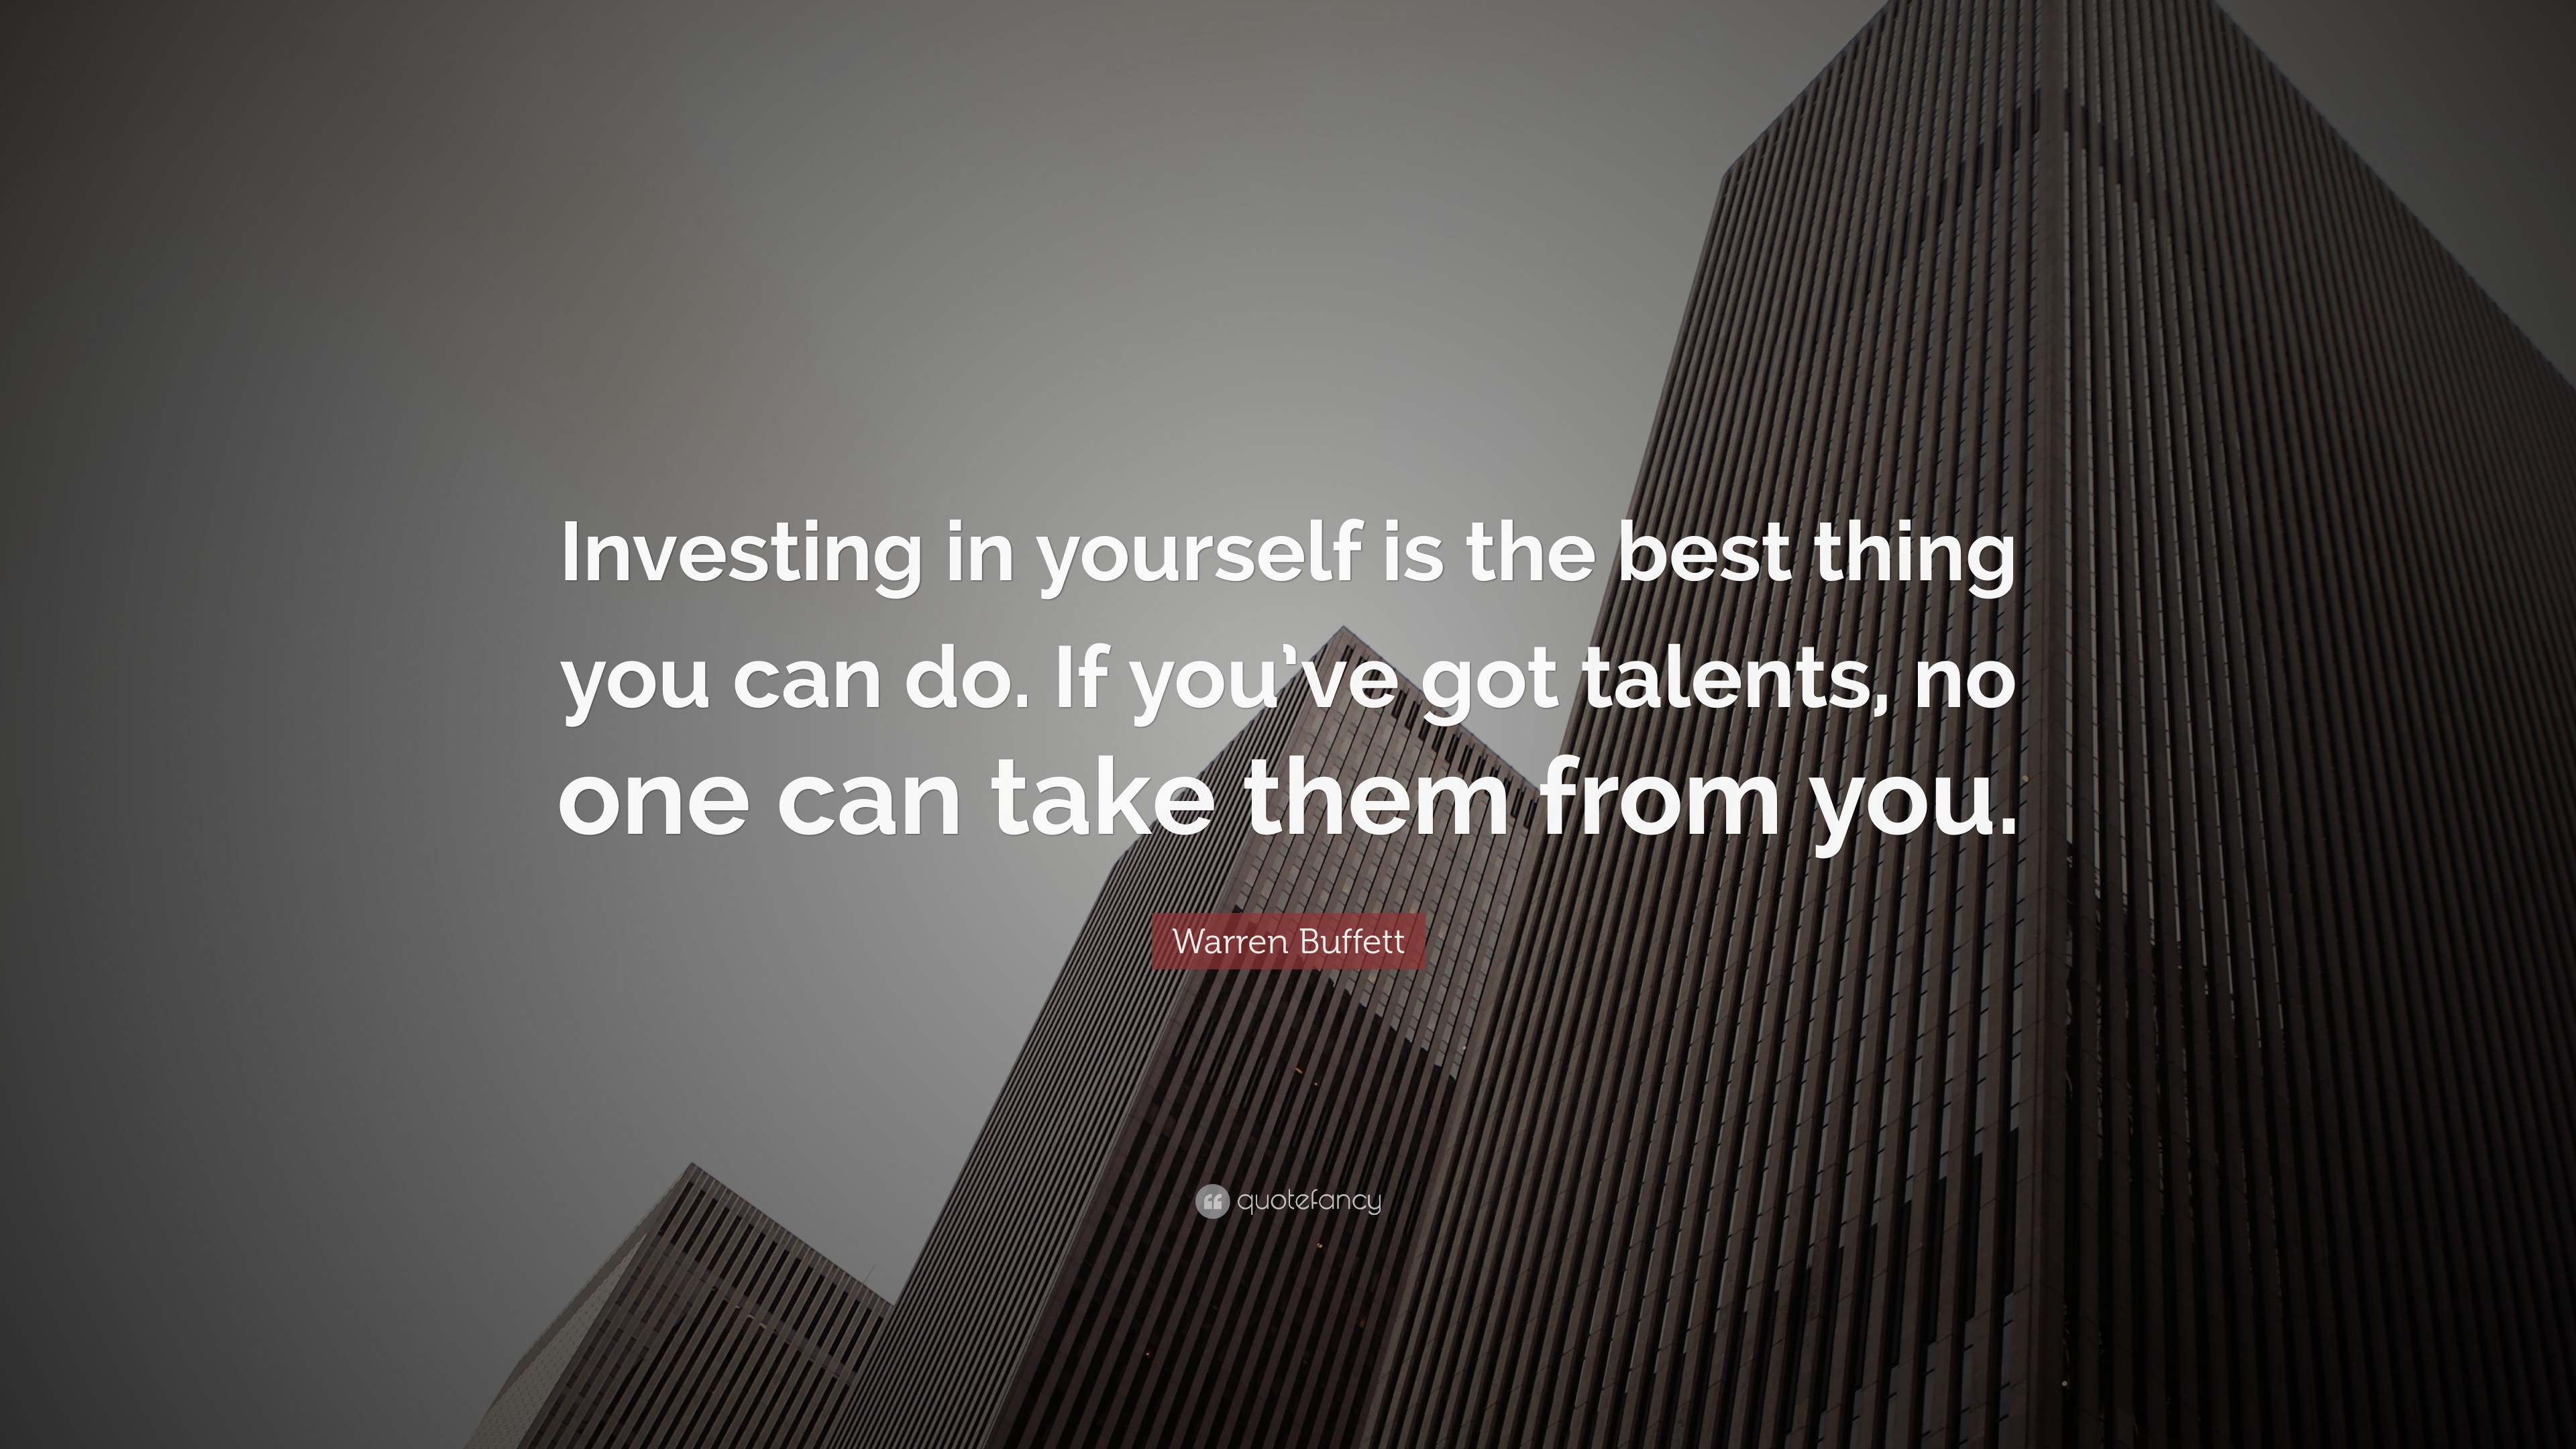 Investing in yourself is the best thing
you can do. If you’ve got talents, no
one can take them from you.
Warren Buffett
quotefancy